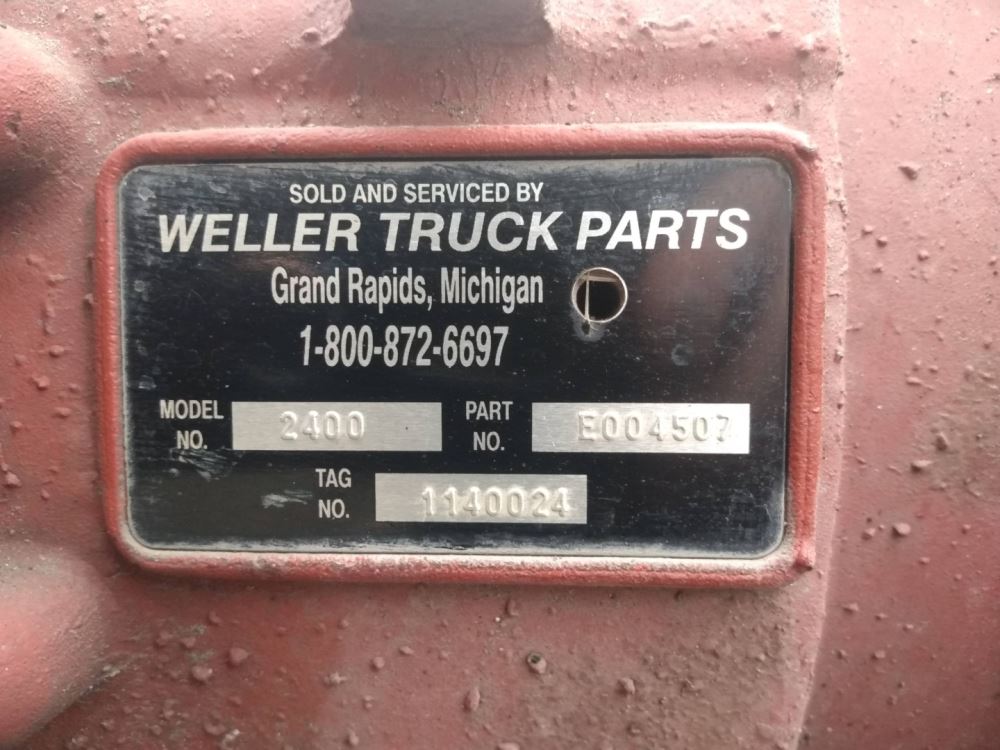 SOLD AND SERVICED BY
WELLER TRUCK PARTS
Grand Rapids, Michigan
1-800-872-6697
MODEL NO. 2400 PART NO. E004507
TAG NO. 1140024